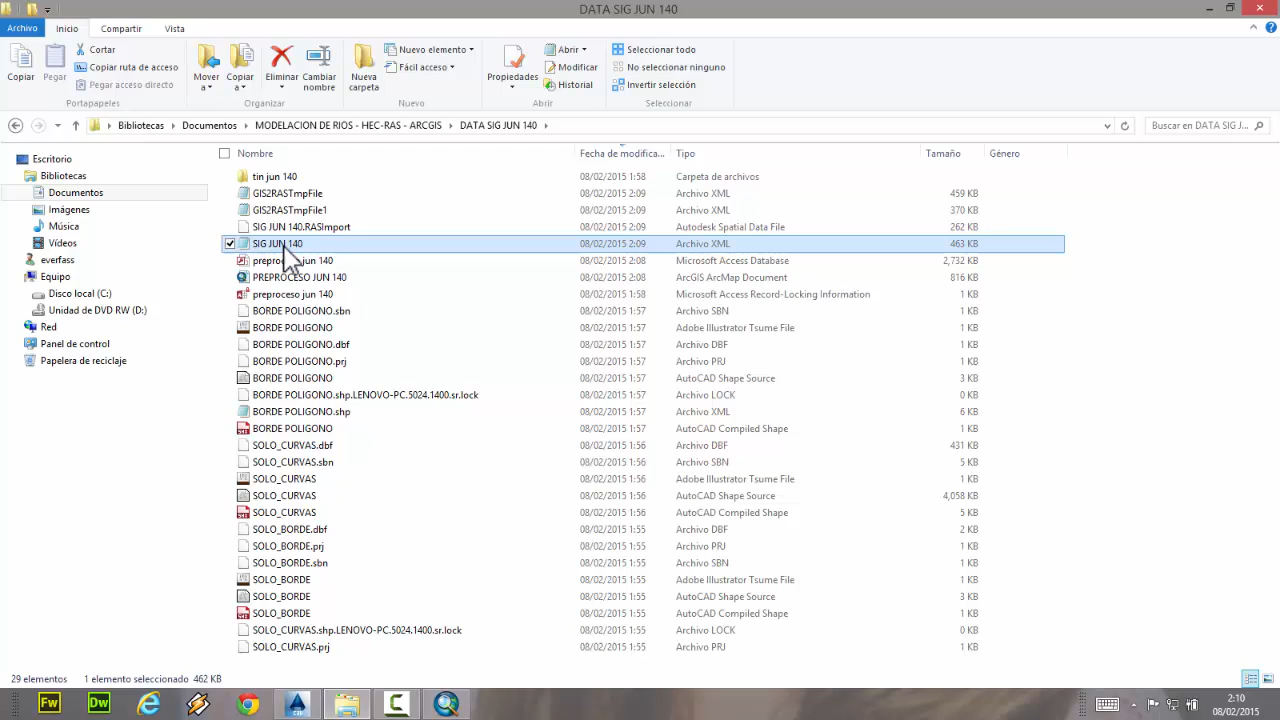 DATA SIG JUN 140
Archivo Inicio Compartir Vista
Copiar
Pegar
Cortar
Copiar ruta de acceso
Pegar acceso directo
Portapapeles
Mover a
Copiar a
Eliminar
Cambiar nombre
Organizar
Nueva carpeta
Nuevo elemento
Fácil acceso
Nuevo
Propiedades
Abrir
Modificar
Historial
Abrir
Seleccionar todo
No seleccionar ninguno
Invertir selección
Seleccionar
Bibliotecas Documentos MODELACION DE RIOS - HEC-RAS - ARCGIS DATA SIG JUN 140
Buscar en DATA SIG J...
Escritorio
Bibliotecas
Documentos
Imágenes
Música
Vídeos
everfass
Equipo
Disco local (C:)
Unidad de DVD RW (D:)
Red
Panel de control
Papelera de reciclaje
Nombre Fecha de modifica... Tipo Tamaño Género
tin jun 140 08/02/2015 1:58 Carpeta de archivos
GIS2RASTmpFile 08/02/2015 2:09 Archivo XML 459 KB
GIS2RASTmpFile1 08/02/2015 2:09 Archivo XML 370 KB
SIG JUN 140.RASImport 08/02/2015 2:09 Autodesk Spatial Data File 262 KB
SIG JUN 140 08/02/2015 2:09 Archivo XML 463 KB
jun 140 08/02/2015 2:08 Microsoft Access Database 2,732 KB
PREPROCESO JUN 140 08/02/2015 2:08 ArcGIS ArcMap Document 816 KB
preproceso jun 140 08/02/2015 1:58 Microsoft Access Record-Locking Information 1 KB
BORDE POLIGONO.sbn 08/02/2015 1:57 Archivo SBN 1 KB
BORDE POLIGONO 08/02/2015 1:57 Adobe Illustrator Tsume File 1 KB
BORDE POLIGONO.dbf 08/02/2015 1:57 Archivo DBF 1 KB
BORDE POLIGONO.prj 08/02/2015 1:57 Archivo PRJ 1 KB
BORDE POLIGONO 08/02/2015 1:57 AutoCAD Shape Source 3 KB
BORDE POLIGONO.shp.LENOVO-PC.5024.1400.sr.lock 08/02/2015 1:57 Archivo LOCK 0 KB
BORDE POLIGONO.shp 08/02/2015 1:57 Archivo XML 6 KB
BORDE POLIGONO 08/02/2015 1:57 AutoCAD Compiled Shape 1 KB
SOLO_CURVAS.dbf 08/02/2015 1:56 Archivo DBF 431 KB
SOLO_CURVAS.sbn 08/02/2015 1:56 Archivo SBN 5 KB
SOLO_CURVAS 08/02/2015 1:56 Adobe Illustrator Tsume File 1 KB
SOLO_CURVAS 08/02/2015 1:56 AutoCAD Shape Source 4,058 KB
SOLO_CURVAS 08/02/2015 1:56 AutoCAD Compiled Shape 5 KB
SOLO_BORDE.dbf 08/02/2015 1:55 Archivo DBF 2 KB
SOLO_BORDE.prj 08/02/2015 1:55 Archivo PRJ 1 KB
SOLO_BORDE.sbn 08/02/2015 1:55 Archivo SBN 1 KB
SOLO_BORDE 08/02/2015 1:55 Adobe Illustrator Tsume File 1 KB
SOLO_BORDE 08/02/2015 1:55 AutoCAD Shape Source 3 KB
SOLO_BORDE 08/02/2015 1:55 AutoCAD Compiled Shape 1 KB
SOLO_CURVAS.shp.LENOVO-PC.5024.1400.sr.lock 08/02/2015 1:55 Archivo LOCK 0 KB
SOLO_CURVAS.prj 08/02/2015 1:55 Archivo PRJ 1 KB
29 elementos 1 elemento seleccionado 462 KB
Fw Dw
2:10
08/02/2015